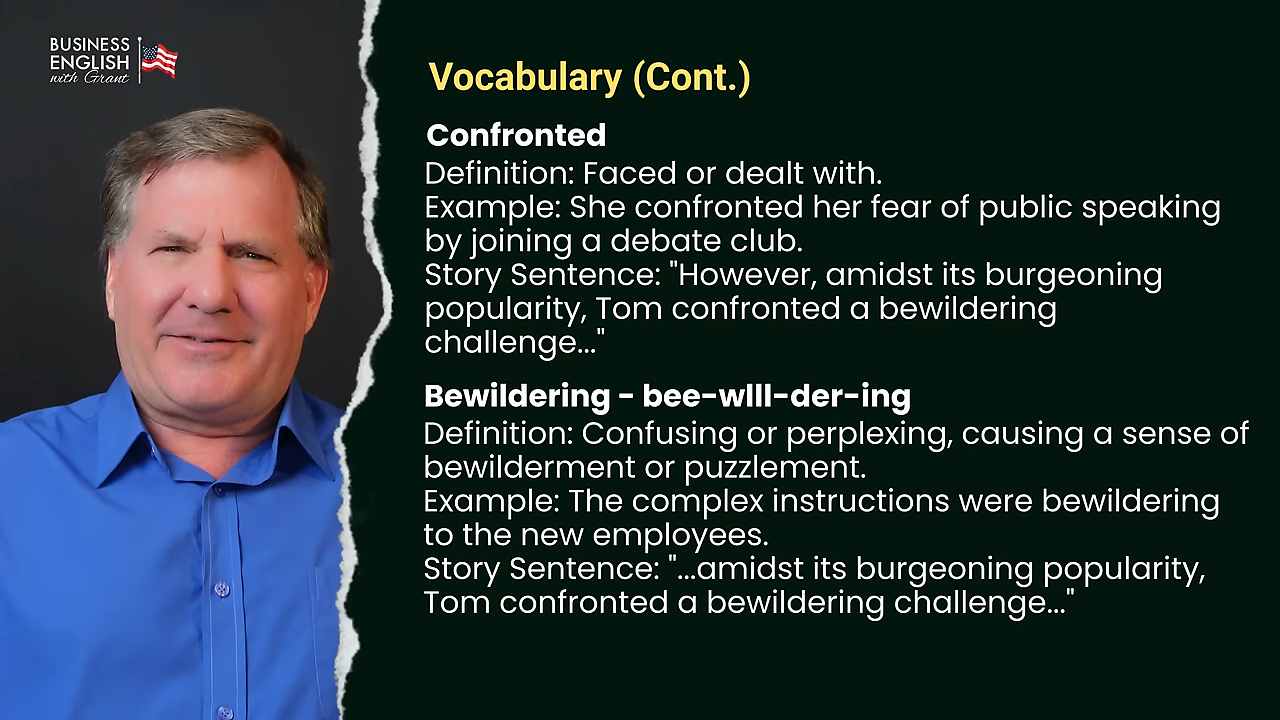 BUSINESS
ENGLISH
with Grant
Vocabulary (Cont.)
Confronted
Definition: Faced or dealt with.
Example: She confronted her fear of public speaking
by joining a debate club.
Story Sentence: "However, amidst its burgeoning
popularity, Tom confronted a bewildering
challenge..."
Bewildering - bee-wlll-der-ing
Definition: Confusing or perplexing, causing a sense of
bewilderment or puzzlement.
Example: The complex instructions were bewildering
to the new employees.
Story Sentence: "...amidst its burgeoning popularity,
Tom confronted a bewildering challenge..."